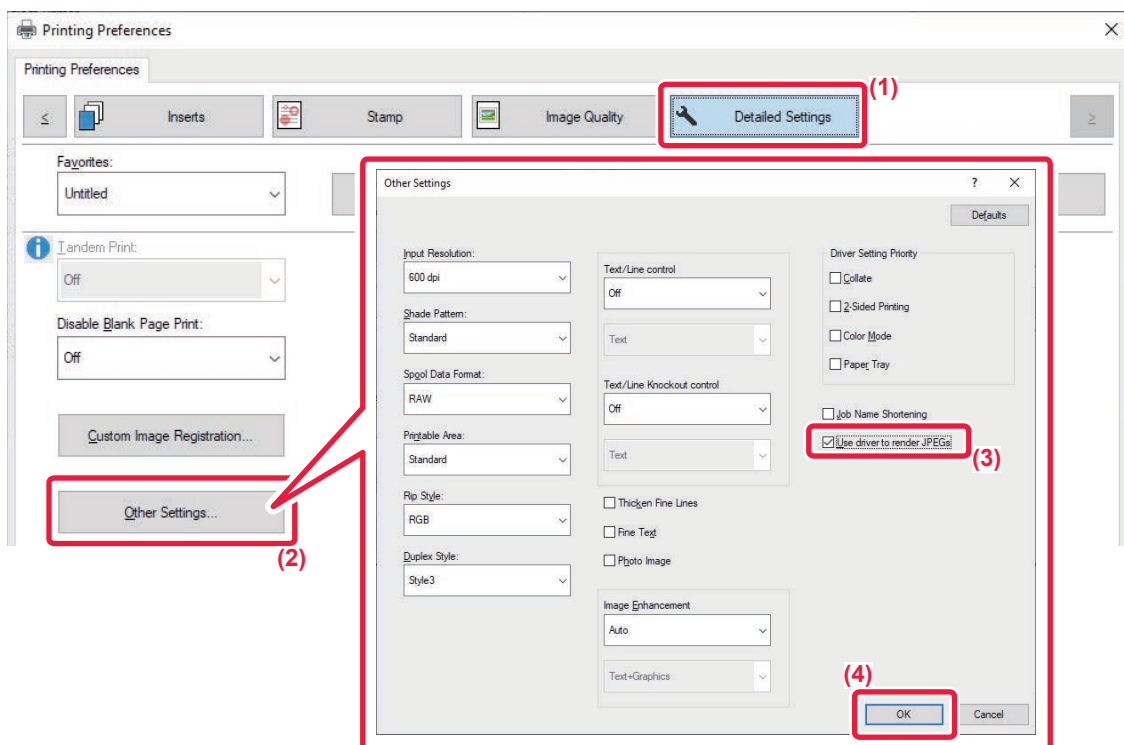 Printing Preferences
Printing Preferences
(1)
<
Inserts
Stamp
Image Quality
Detailed Settings
>
Favorites:
Untitled
Tandem Print:
Off
Disable Blank Page Print:
Off
Custom Image Registration...
Other Settings...
(2)
Other Settings
?
Defaults
Input Resolution:
600 dpi
Shade Pattern:
Standard
Spool Data Format:
RAW
Printable Area:
Standard
Rip Style:
RGB
Duplex Style:
Style3
Text/Line control
Off
Text
Text/Line Knockout control
Off
Text
Thicken Fine Lines
Fine Text
Photo Image
Image Enhancement
Auto
Text+Graphics
Driver Setting Priority
Collate
2-Sided Printing
Color Mode
Paper Tray
Job Name Shortening
Use driver to render JPEGs
(3)
(4)
OK
Cancel